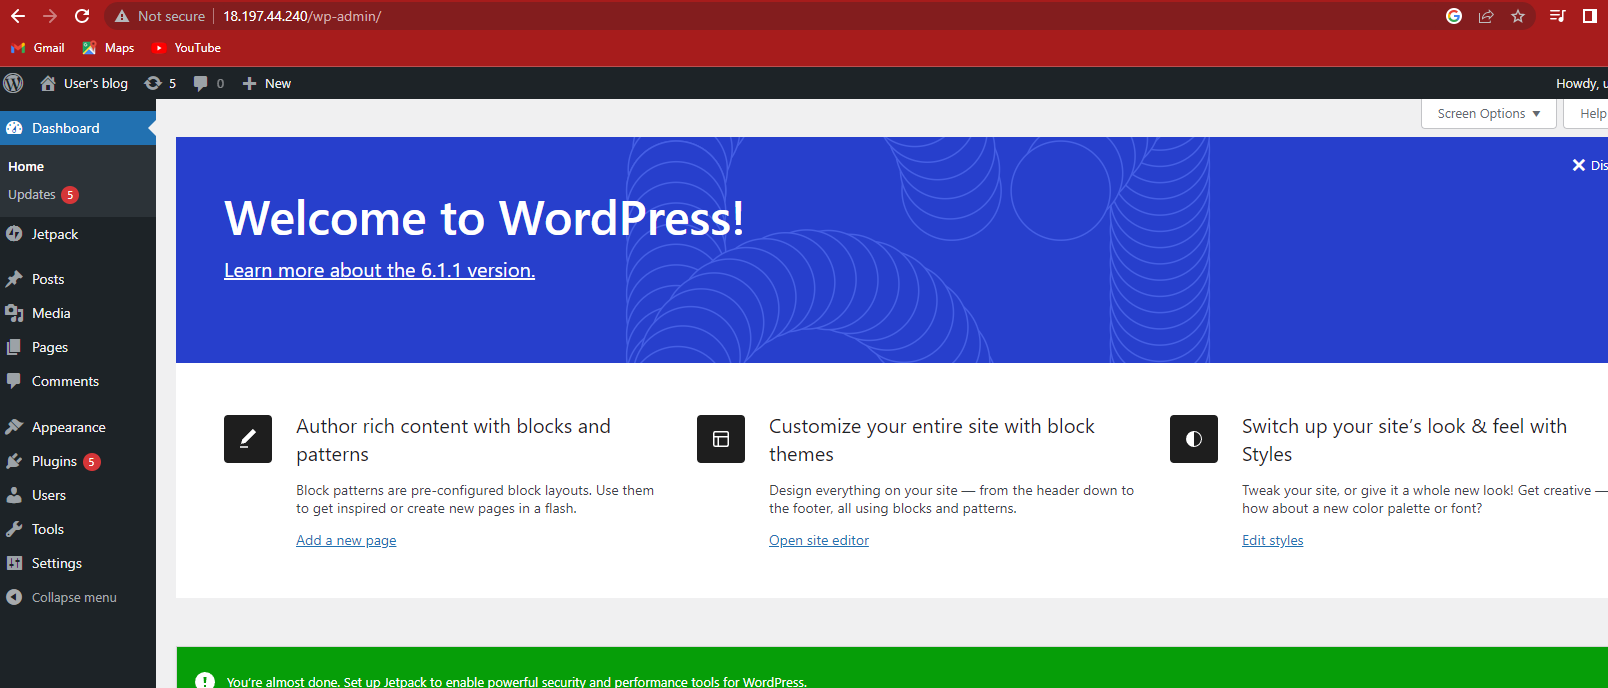 Not secure 18.197.44.240/wp-admin/
Gmail Maps YouTube
User's blog 5 0 New Howdy, u
Screen Options Help
Dashboard
Home
Updates 5
Jetpack
Posts
Media
Pages
Comments
Appearance
Plugins 5
Users
Tools
Settings
Collapse menu
Dis
Welcome to WordPress!
Learn more about the 6.1.1 version.
Author rich content with blocks and
patterns
Block patterns are pre-configured block layouts. Use them
to get inspired or create new pages in a flash.
Add a new page
Customize your entire site with block
themes
Design everything on your site — from the header down to
the footer, all using blocks and patterns.
Open site editor
Switch up your site’s look & feel with
Styles
Tweak your site, or give it a whole new look! Get creative —
how about a new color palette or font?
Edit styles
You’re almost done. Set up Jetpack to enable powerful security and performance tools for WordPress.